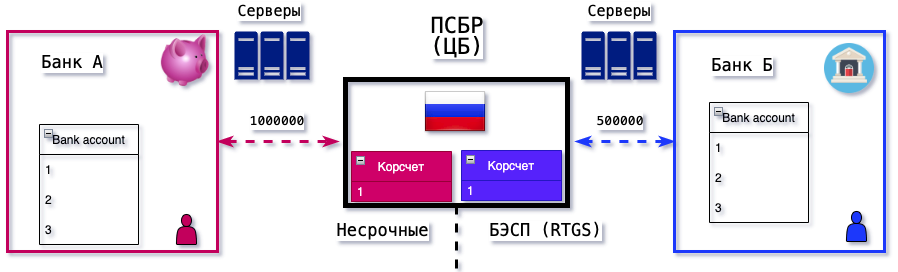 Серверы
Серверы
ПСБР
(ЦБ)
Банк А
Банк Б
1000000
500000
Bank account
1
2
3
Корсчет
1
Корсчет
1
Bank account
1
2
3
Несрочные
БЭСП (RTGS)